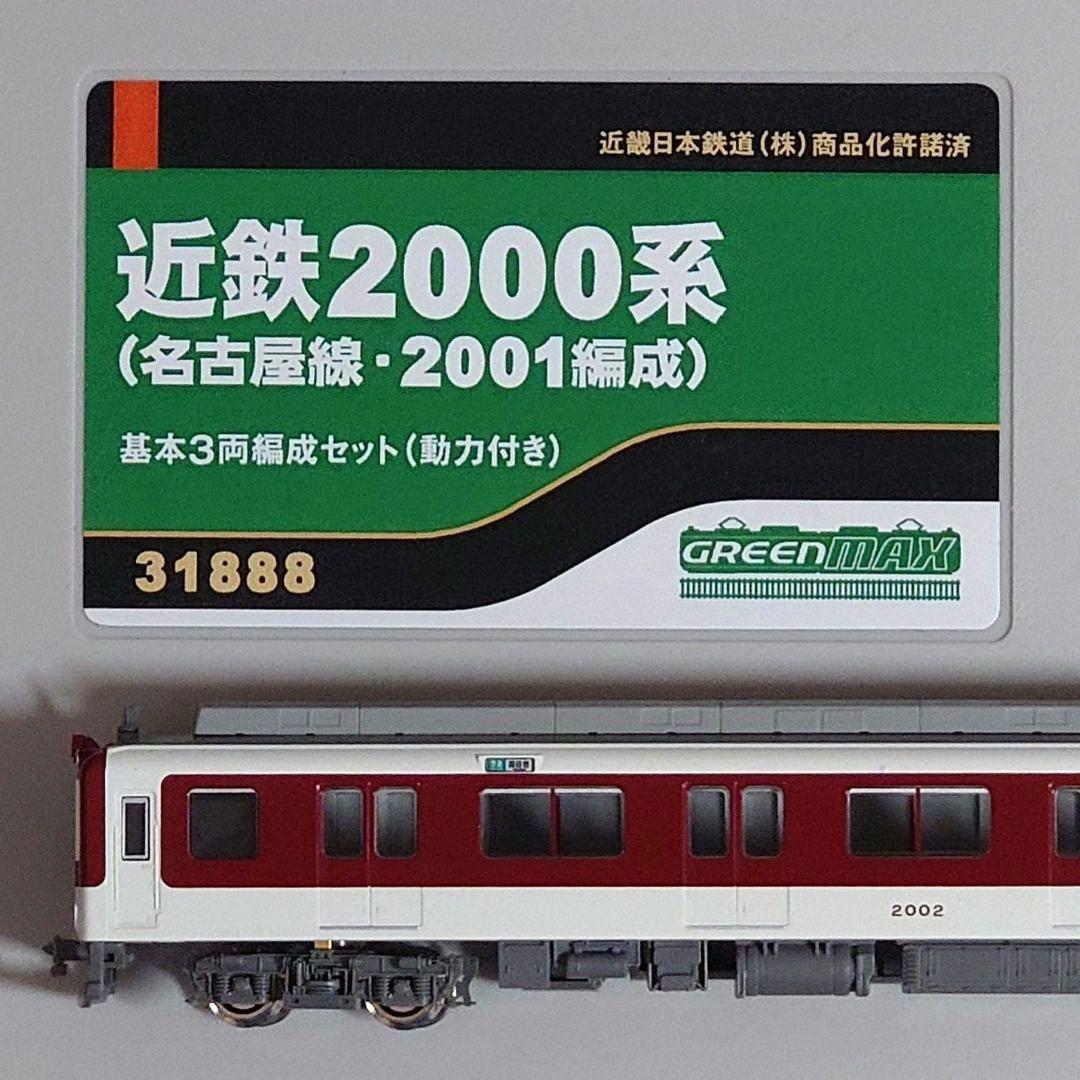 近畿日本鉄道(株)商品化許諾済
近鉄2000系
(名古屋線・2001編成)
基本3両編成セット(動力付き)
31888
GREENMAX
2002